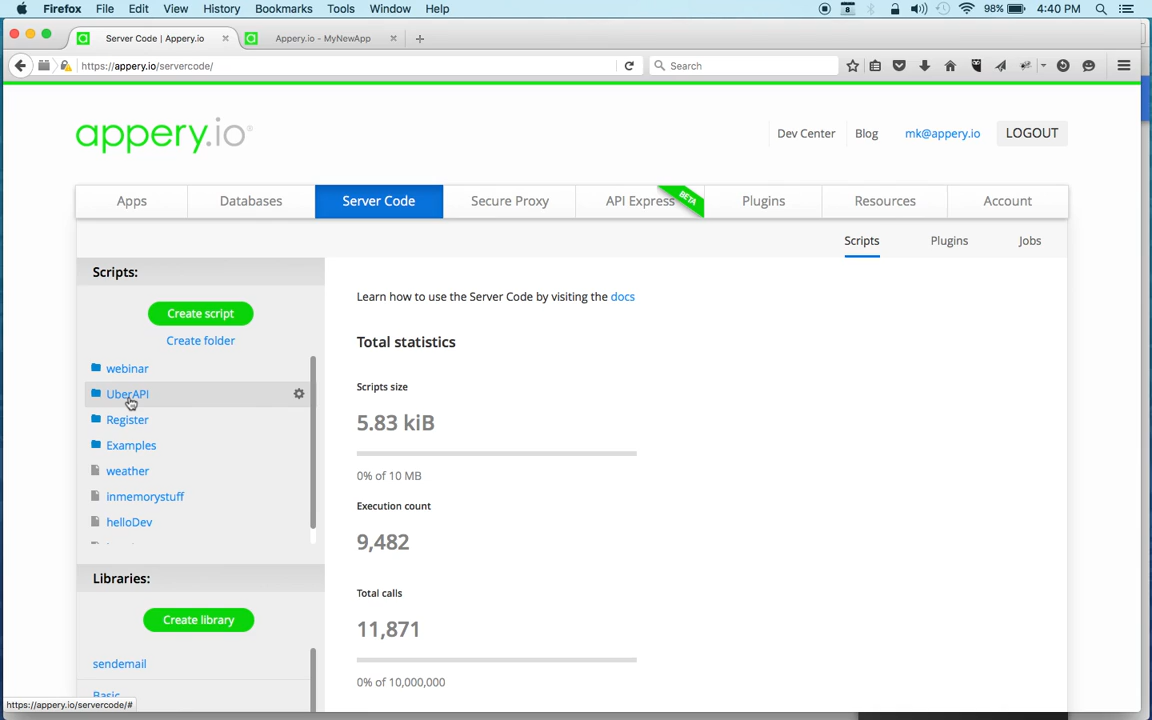 Firefox File Edit View History Bookmarks Tools Window Help 8 98% 4:40 PM
Server Code | Appery.io Appery.io - MyNewApp
https://appery.io/servercode/ Search
appery.io
Dev Center Blog mk@appery.io LOGOUT
Apps Databases Server Code Secure Proxy API Express BETA Plugins Resources Account
Scripts Plugins Jobs
Scripts:
Create script
Create folder
webinar
UberAPI
Register
Examples
weather
inmemorystuff
helloDev
Learn how to use the Server Code by visiting the docs
Total statistics
Scripts size
5.83 kiB
0% of 10 MB
Execution count
9,482
Total calls
11,871
0% of 10,000,000
Libraries:
Create library
sendemail
Basic
https://appery.io/servercode/#